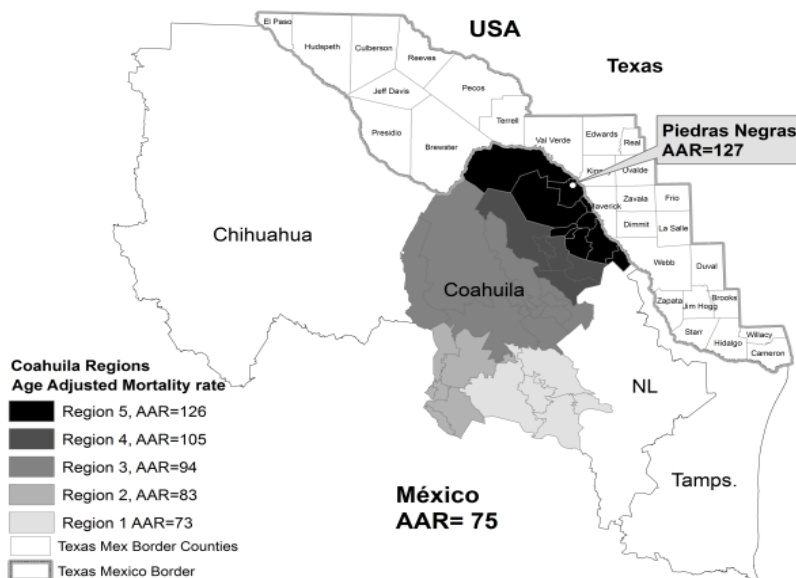 USA
Texas
El Paso
Hudspeth
Culberson
Reeves
Jeff Davis
Pecos
Presidio
Brewster
Terrell
Val Verde
Edwards
Real
Piedras Negras
AAR=127
Uvalde
Maverick
Zavala
Frio
Dimmit
La Salle
Webb
Duval
Zapata
Jim Hogg
Brooks
Starr
Hidalgo
Willacy
Cameron
Chihuahua
Coahuila
NL
Tamps.
México
AAR= 75
Coahuila Regions
Age Adjusted Mortality rate
Region 5, AAR=126
Region 4, AAR=105
Region 3, AAR=94
Region 2, AAR=83
Region 1 AAR=73
Texas Mex Border Counties
Texas Mexico Border